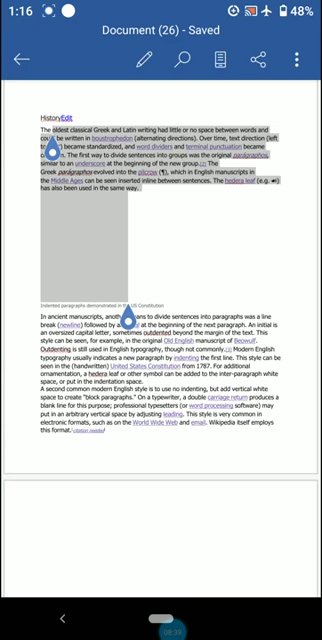 1:16
48%
Document (26) - Saved
HistoryEdit
The oldest classical Greek and Latin writing had little or no space between words and
could be written in boustrophedon (alternating directions). Over time, text direction (left
to became standardized, and word dividers and terminal punctuation became
The first way to divide sentences into groups was the original paragraphos,
similar to an underscore at the beginning of the new group.[2] The
Greek parágraphos evolved into the pilcrow (¶), which in English manuscripts in
the Middle Ages can be seen inserted inline between sentences. The hedera leaf (e.g. ☙)
has also been used in the same way.
Indented paragraphs demonstrated in the US Constitution
In ancient manuscripts, another means to divide sentences into paragraphs was a line
break (newline) followed by an at the beginning of the next paragraph. An initial is
an oversized capital letter, sometimes outdented beyond the margin of the text. This
style can be seen, for example, in the original Old English manuscript of Beowulf.
Outdenting is still used in English typography, though not commonly.[3] Modern English
typography usually indicates a new paragraph by indenting the first line. This style can be
seen in the (handwritten) United States Constitution from 1787. For additional
ornamentation, a hedera leaf or other symbol can be added to the inter-paragraph white
space, or put in the indentation space.
A second common modern English style is to use no indenting, but add vertical white
space to create "block paragraphs." On a typewriter, a double carriage return produces a
blank line for this purpose; professional typesetters (or word processing software) may
put in an arbitrary vertical space by adjusting leading. This style is very common in
electronic formats, such as on the World Wide Web and email. Wikipedia itself employs
this format.[citation needed]
08:39